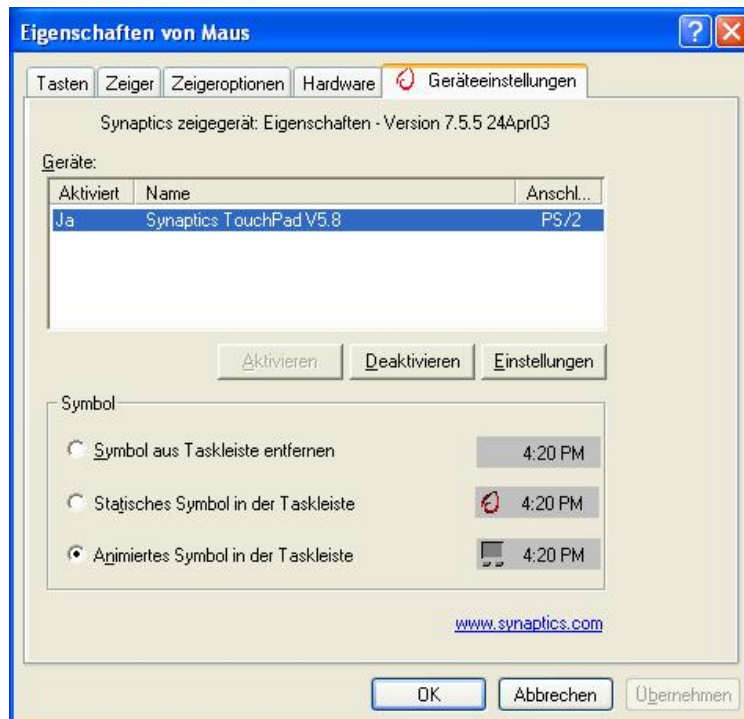 Eigenschaften von Maus
Tasten Zeiger Zeigeroptionen Hardware Geräteeinstellungen
Synaptics zeigegerät: Eigenschaften - Version 7.5.5 24Apr03
Geräte:
Aktiviert Name Anschl...
Ja Synaptics TouchPad V5.8 PS/2
Aktivieren Deaktivieren Einstellungen
Symbol
Symbol aus Taskleiste entfernen 4:20 PM
Statisches Symbol in der Taskleiste 4:20 PM
Animiertes Symbol in der Taskleiste 4:20 PM
www.synaptics.com
OK Abbrechen Übernehmen